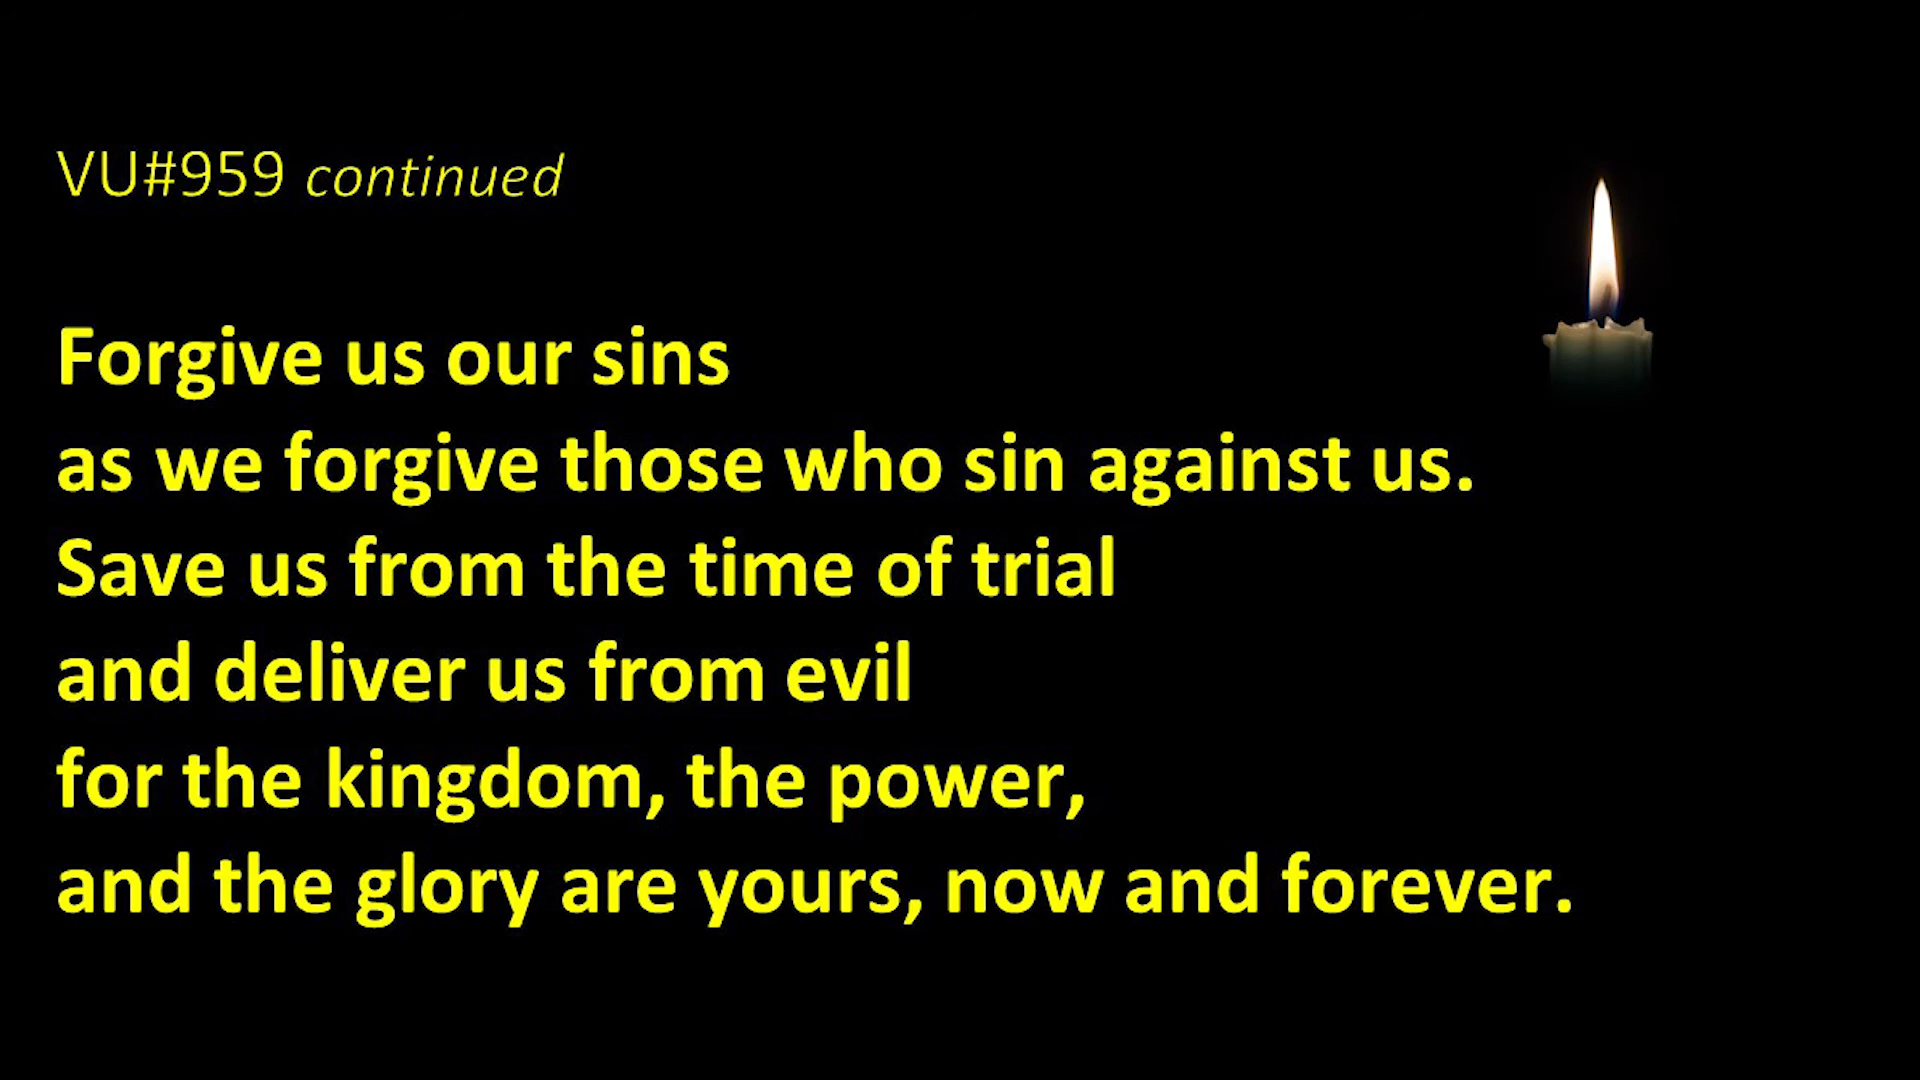 VU#959 continued
Forgive us our sins
as we forgive those who sin against us.
Save us from the time of trial
and deliver us from evil
for the kingdom, the power,
and the glory are yours, now and forever.